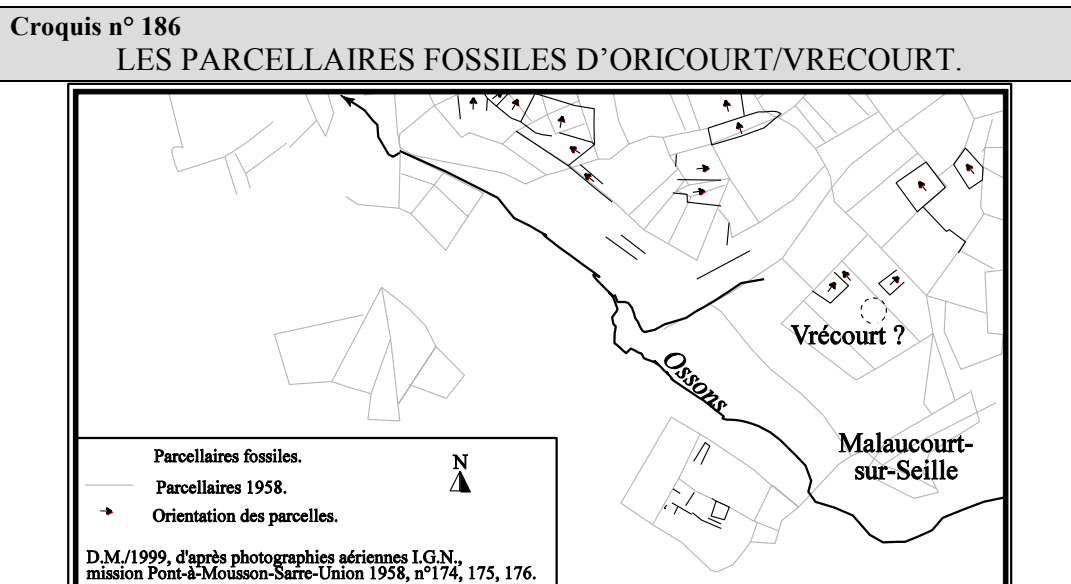 Croquis n° 186
LES PARCELLAIRES FOSSILES D'ORICOURT/VRECOURT.
Vrécourt ?
Ossons
Malaucourt-
sur-Seille
Parcellaires fossiles.
N
Parcellaires 1958.
Orientation des parcelles.
D.M./1999, d'après photographies aériennes I.G.N.,
mission Pont-à-Mousson-Sarre-Union 1958, n°174, 175, 176.